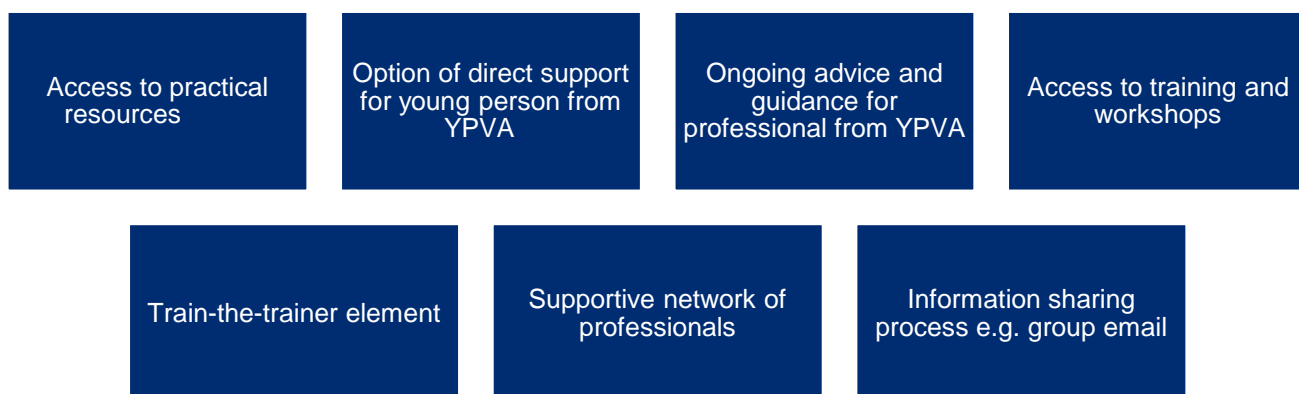 Access to practical
resources
Option of direct support
for young person from
YPVA
Ongoing advice and
guidance for
professional from YPVA
Access to training and
workshops
Train-the-trainer element
Supportive network of
professionals
Information sharing
process e.g. group email